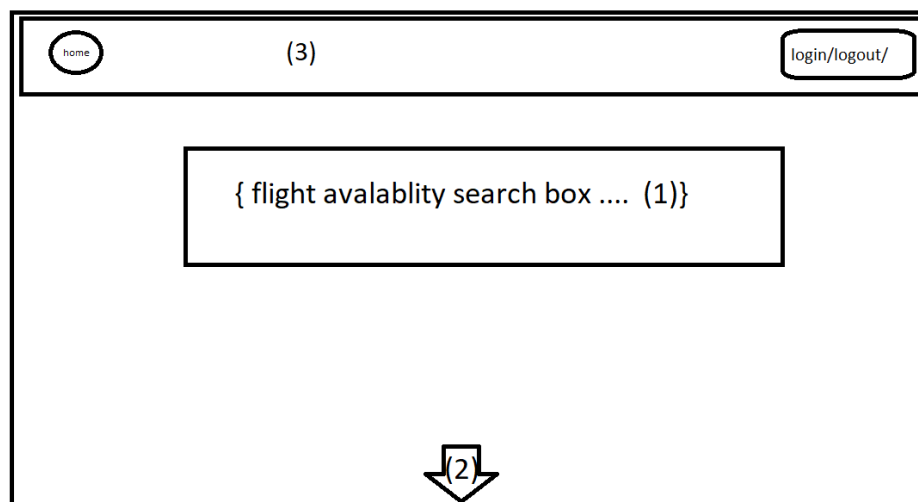 home
(3)
login/logout/
{ flight avalablity search box .... (1)}
(2)